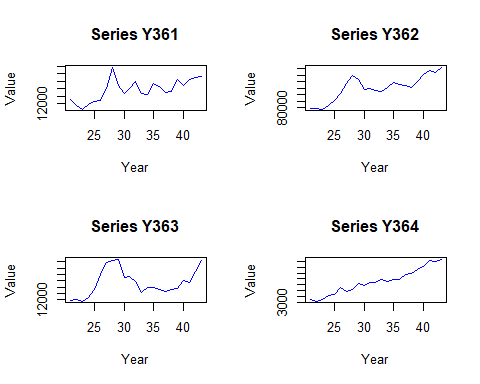 Series Y361
Series Y362
Value
12000
25 30 35 40
Year
Value
80000
25 30 35 40
Year
Series Y363
Series Y364
Value
12000
25 30 35 40
Year
Value
3000
25 30 35 40
Year